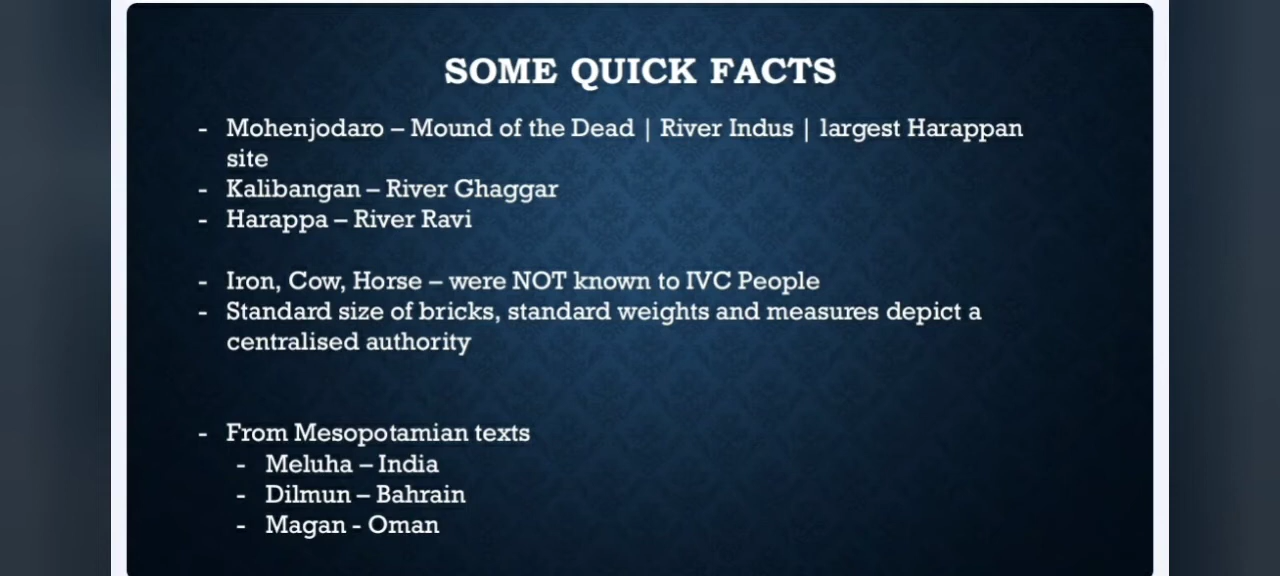 SOME QUICK FACTS
- Mohenjodaro – Mound of the Dead | River Indus | largest Harappan
site
- Kalibangan – River Ghaggar
- Harappa – River Ravi
- Iron, Cow, Horse – were NOT known to IVC People
- Standard size of bricks, standard weights and measures depict a
centralised authority
- From Mesopotamian texts
- Meluha – India
- Dilmun – Bahrain
- Magan - Oman